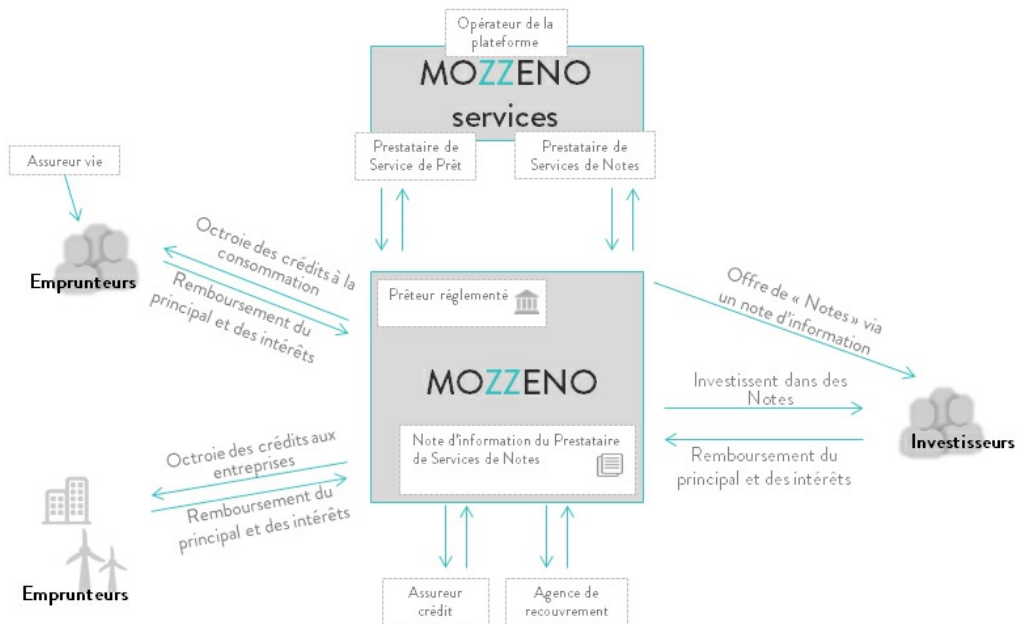 Opérateur de la
plateforme
MOZZENO
services
Prestataire de
Service de Prêt
Prestataire de
Services de Notes
Assureur vie
Emprunteurs
Octroie des crédits à la
consommation
Remboursement du
principal et des intérêts
Prêteur réglementé
Offre de « Notes » via
un note d'information
MOZZENO
Investissent dans des
Notes
Investisseurs
Note d'information du Prestataire
de Services de Notes
Remboursement du
principal et des intérêts
Octroie des crédits aux
entreprises
Remboursement du
principal et des intérêts
Emprunteurs
Assureur
crédit
Agence de
recouvrement